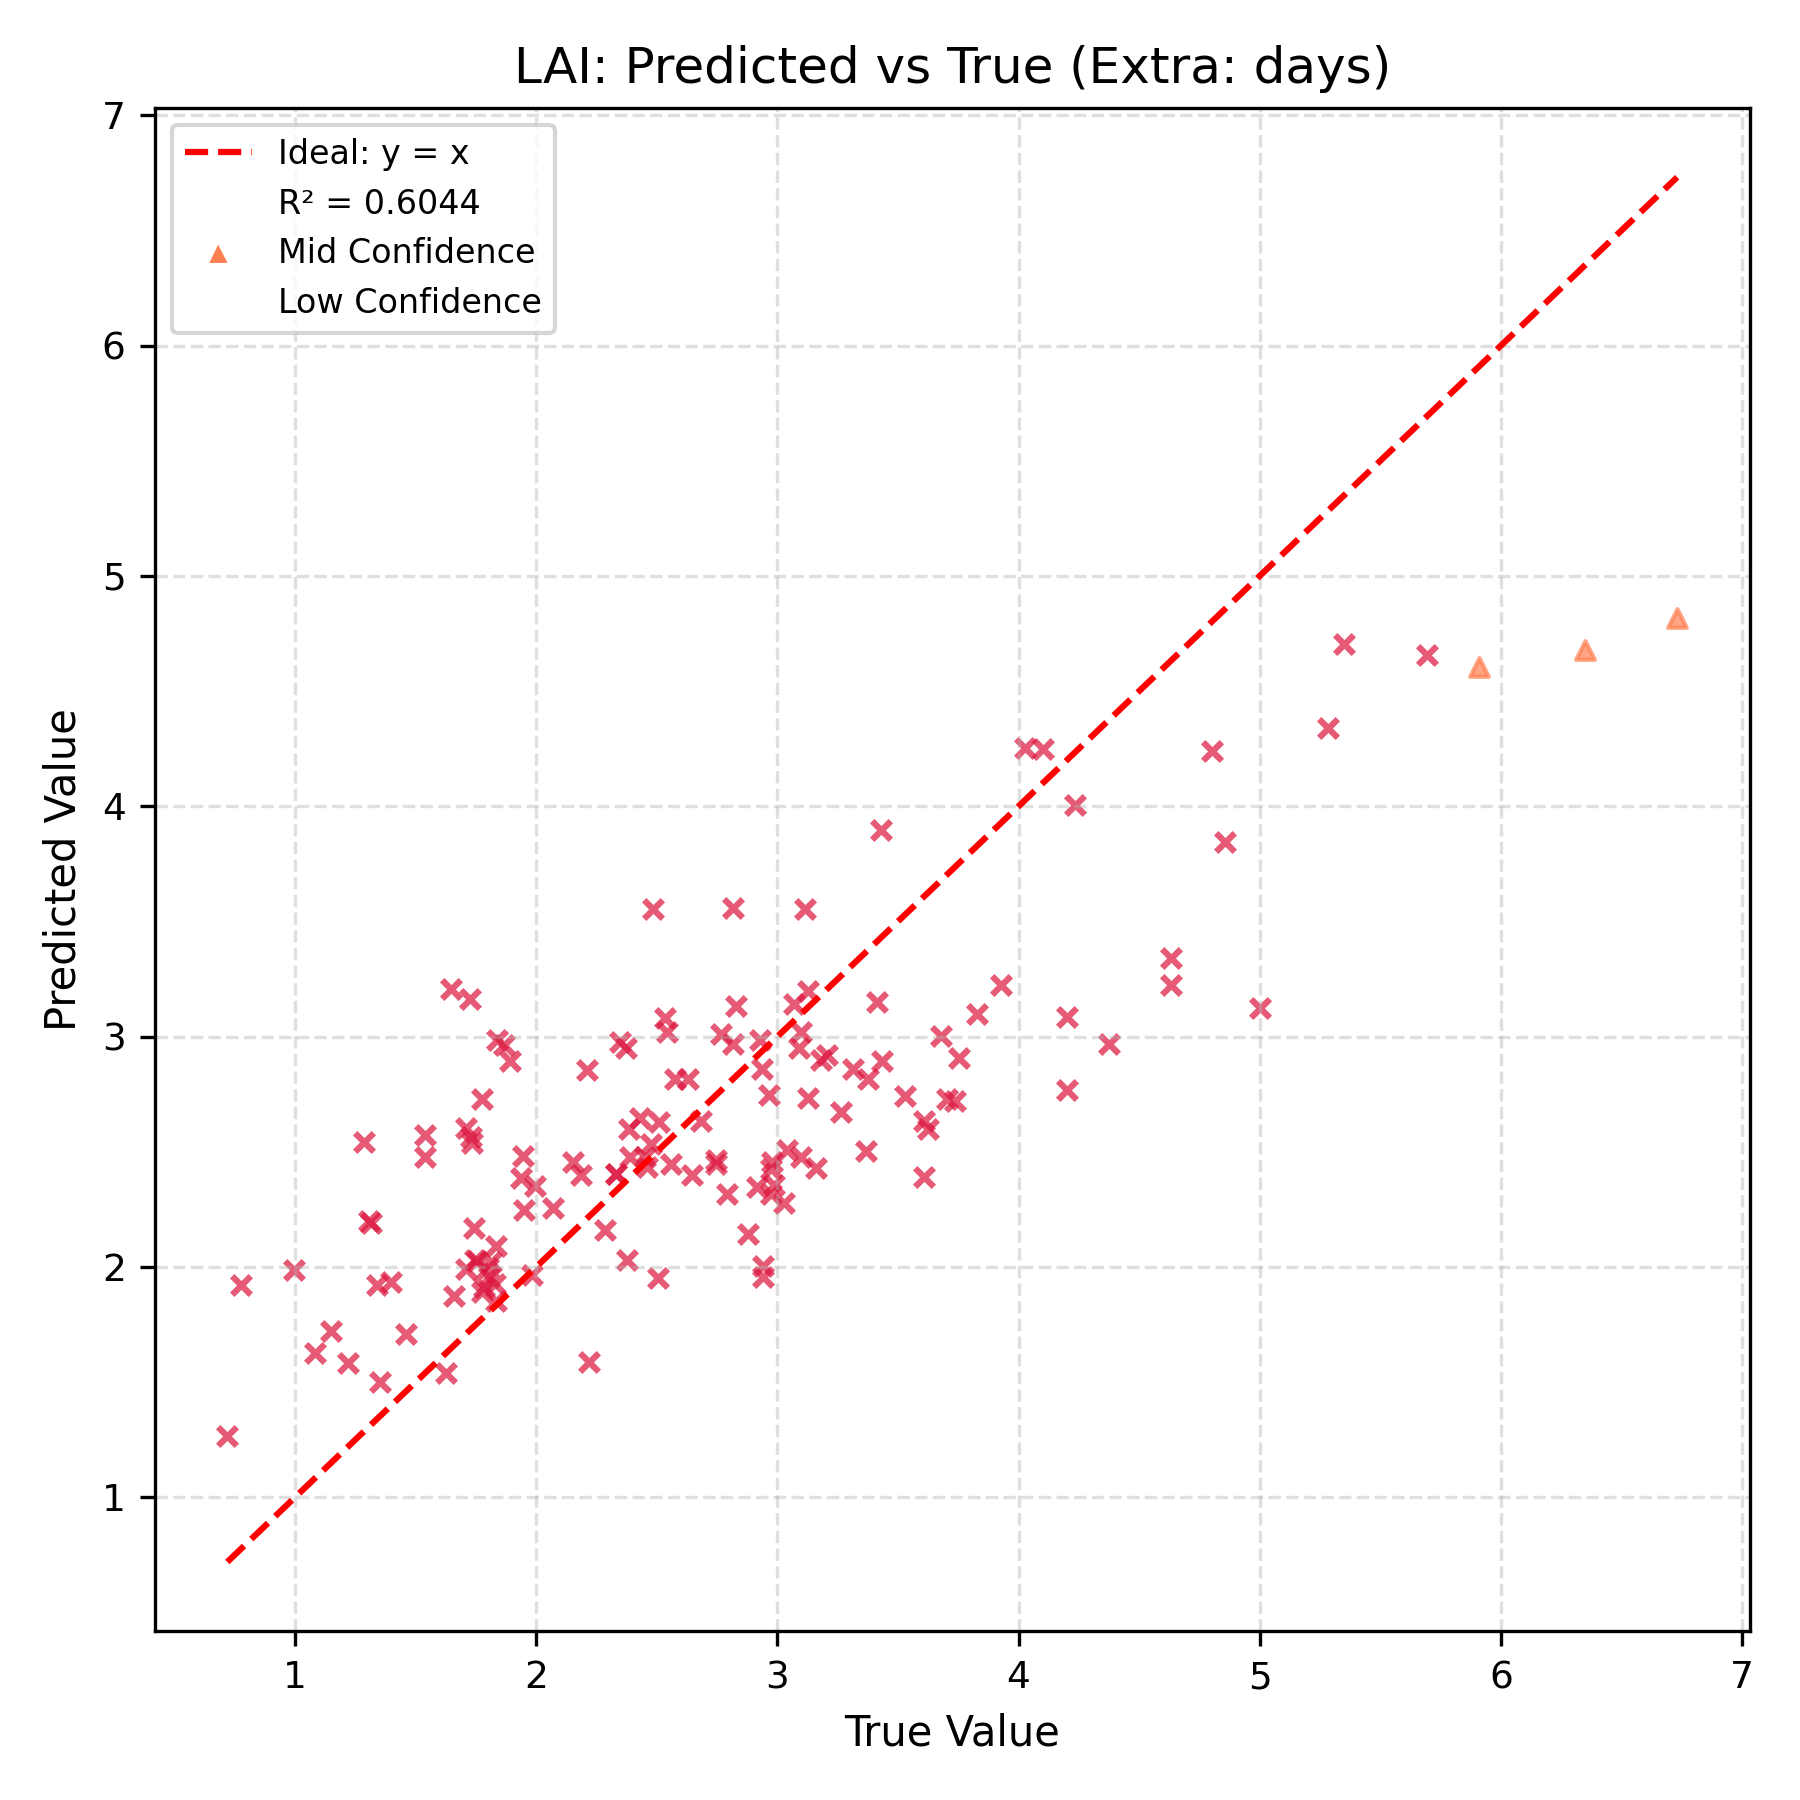 LAI: Predicted vs True (Extra: days)
7
6
5
4
3
2
1
Ideal: y = x
R² = 0.6044
Mid Confidence
Low Confidence
Predicted Value
1 2 3 4 5 6 7
True Value